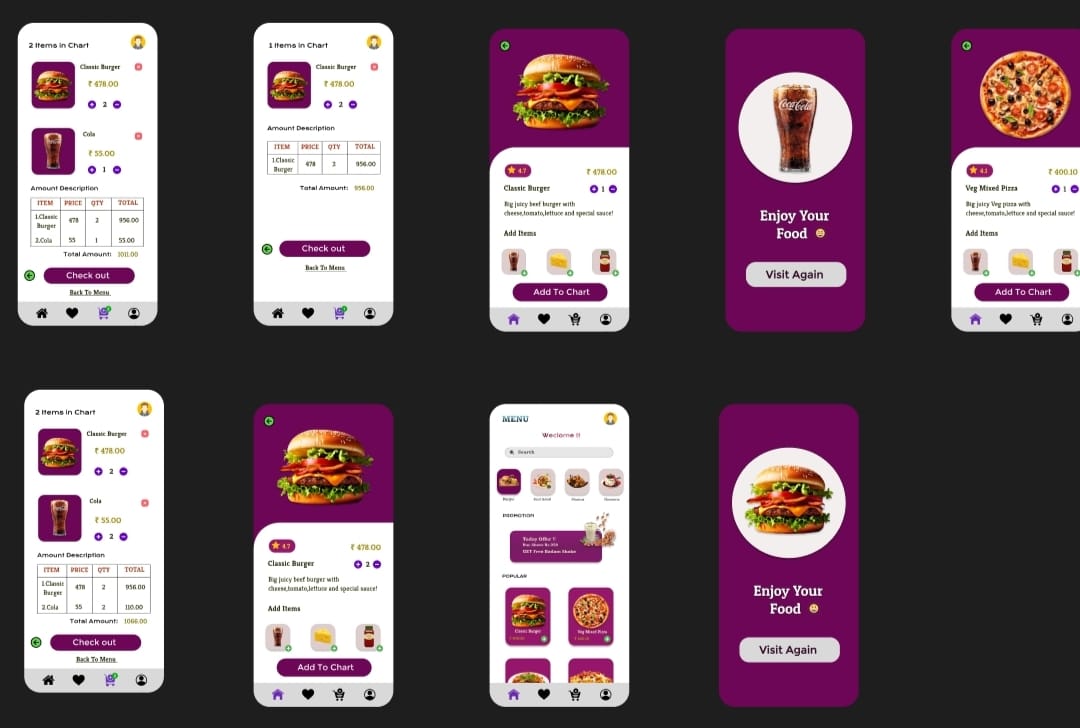 2 Items in Chart
Classic Burger
₹ 478.00
2
Cola
₹ 55.00
1
Amount Description
ITEM PRICE QTY TOTAL
1.Classic Burger 478 2 956.00
2.Cola 55 1 55.00
Total Amount: 1011.00
Check out
Back To Menu
1 Items in Chart
Classic Burger
₹ 478.00
2
Amount Description
ITEM PRICE QTY TOTAL
1.Classic Burger 478 2 956.00
Total Amount: 956.00
Check out
Back To Menu
4.7
₹ 478.00
Classic Burger
1
Big juicy beef burger with
cheese,tomato,lettuce and special sauce!
Add Items
Add To Chart
Coca-Cola
Enjoy Your
Food
Visit Again
4.1
₹ 400.10
Veg Mixed Pizza
1
Big juicy Veg pizza with
cheese,tomato,lettuce and special sauce!
Add Items
Add To Chart
2 Items in Chart
Classic Burger
₹ 478.00
2
Cola
₹ 55.00
2
Amount Description
ITEM PRICE QTY TOTAL
1.Classic Burger 478 2 956.00
2.Cola 55 2 110.00
Total Amount: 1066.00
Check out
Back To Menu
4.7
₹ 478.00
Classic Burger
2
Big juicy beef burger with
cheese,tomato,lettuce and special sauce!
Add Items
Add To Chart
MENU
Search
PROMOTION
Today Offer !!
GET Free Badam Shake
POPULAR
Classic Burger
Veg Mixed Pizza
Enjoy Your
Food
Visit Again